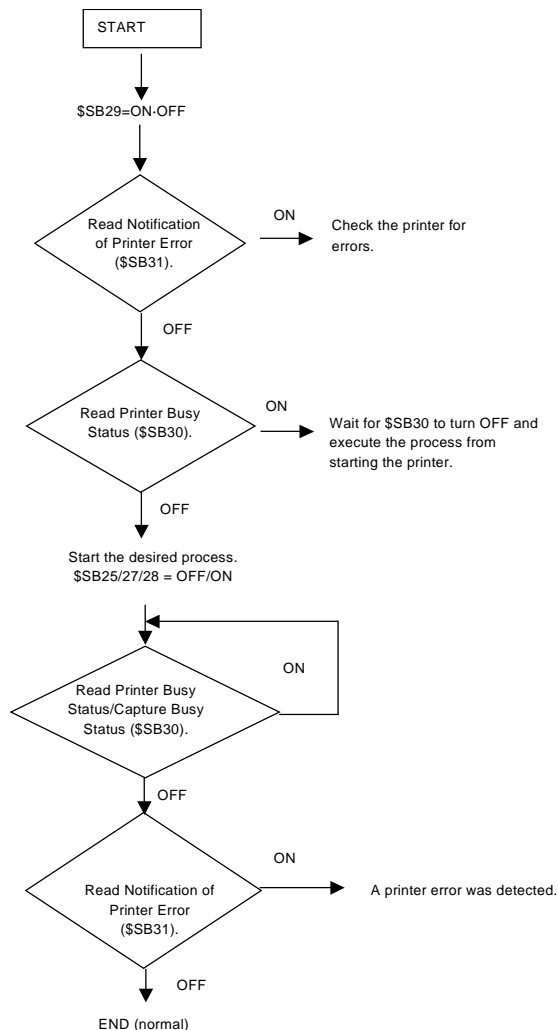 START
$SB29=ON·OFF
Read Notification
of Printer Error
($SB31).
ON
Check the printer for
errors.
OFF
Read Printer Busy
Status ($SB30).
ON
Wait for $SB30 to turn OFF and
execute the process from
starting the printer.
OFF
Start the desired process.
$SB25/27/28 = OFF/ON
ON
Read Printer Busy
Status/Capture Busy
Status ($SB30).
OFF
ON
Read Notification of
Printer Error
($SB31).
A printer error was detected.
OFF
END (normal)